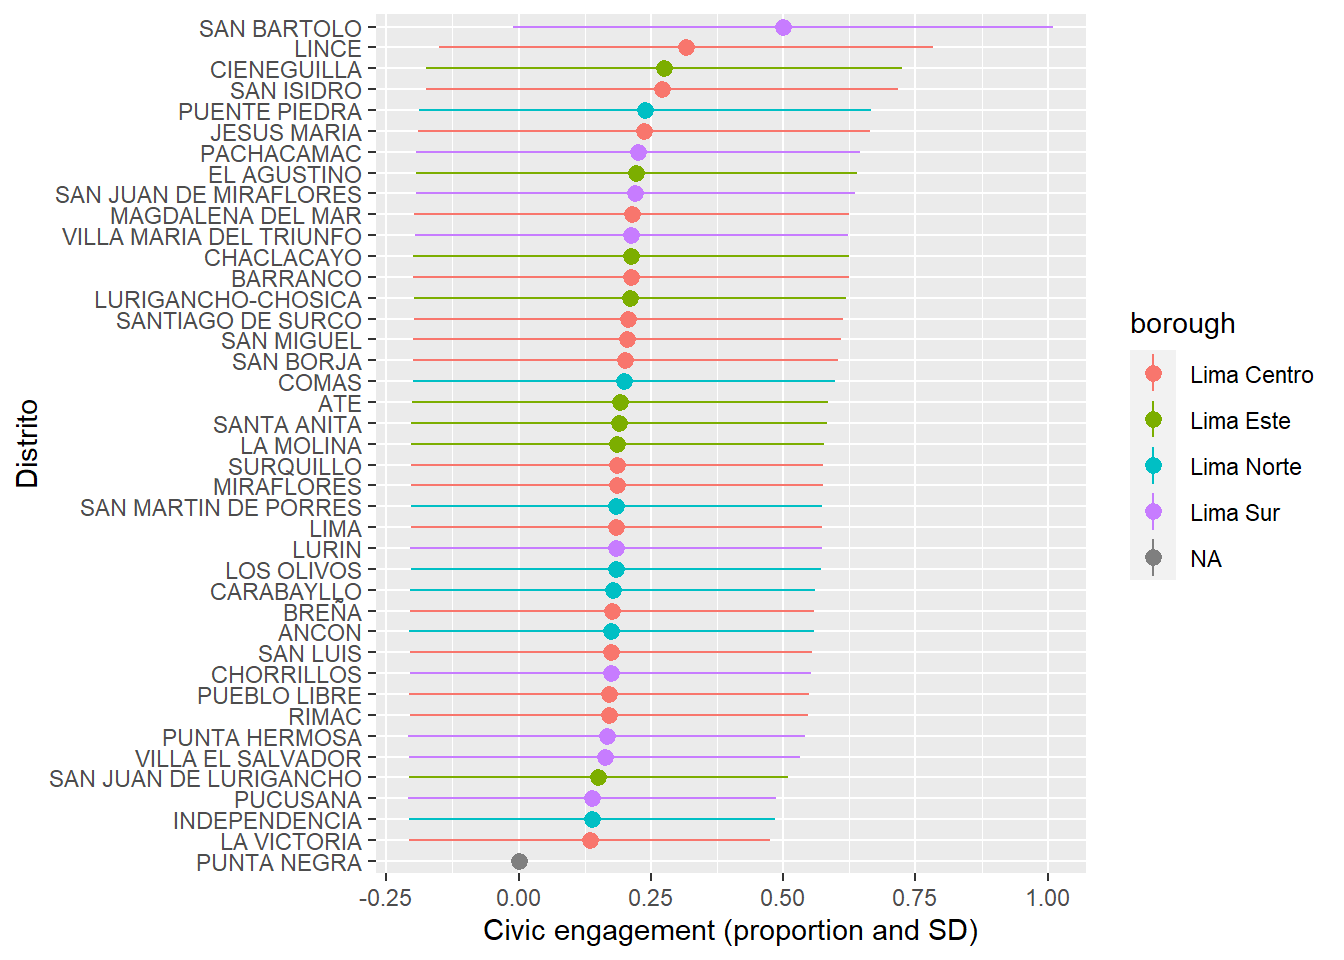 SAN BARTOLO
LINCE
CIENEGUILLA
SAN ISIDRO
PUENTE PIEDRA
JESUS MARIA
PACHACAMAC
EL AGUSTINO
SAN JUAN DE MIRAFLORES
MAGDALENA DEL MAR
VILLA MARIA DEL TRIUNFO
CHACLACAYO
BARRANCO
LURIGANCHO-CHOSICA
SANTIAGO DE SURCO
SAN MIGUEL
SAN BORJA
COMAS
ATE
SANTA ANITA
LA MOLINA
SURQUILLO
MIRAFLORES
SAN MARTIN DE PORRES
LIMA
LURIN
LOS OLIVOS
CARABAYLLO
BREÑA
ANCON
SAN LUIS
CHORRILLOS
PUEBLO LIBRE
RIMAC
PUNTA HERMOSA
VILLA EL SALVADOR
SAN JUAN DE LURIGANCHO
PUCUSANA
INDEPENDENCIA
LA VICTORIA
PUNTA NEGRA
Distrito
-0.25 0.00 0.25 0.50 0.75 1.00
Civic engagement (proportion and SD)
borough
Lima Centro
Lima Este
Lima Norte
Lima Sur
NA